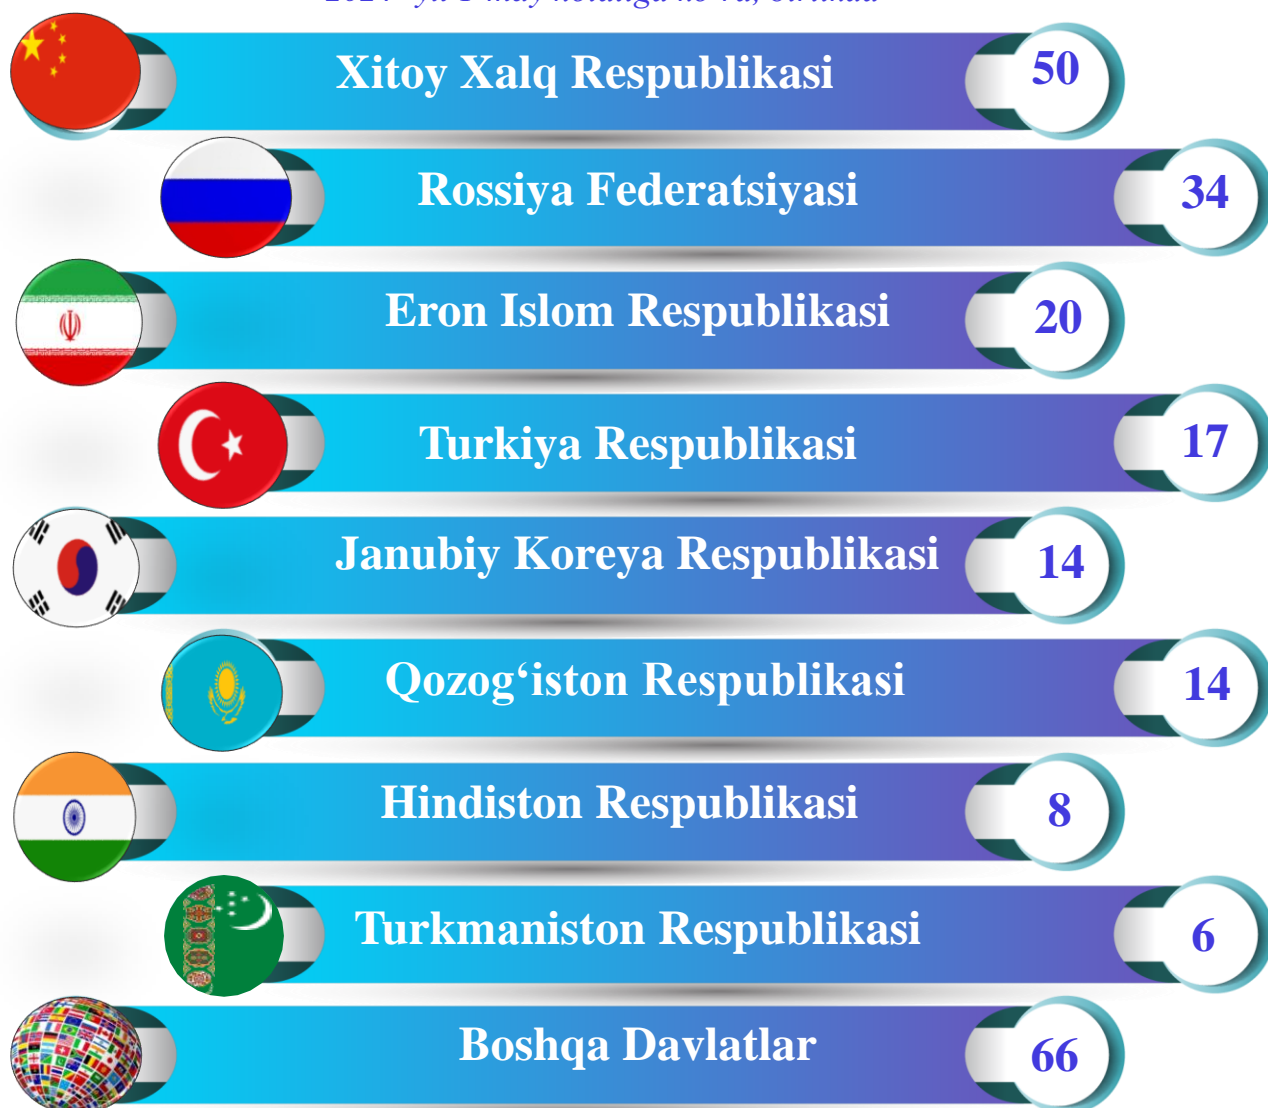 Xitoy Xalq Respublikasi 50
Rossiya Federatsiyasi 34
Eron Islom Respublikasi 20
Turkiya Respublikasi 17
Janubiy Koreya Respublikasi 14
Qozog‘iston Respublikasi 14
Hindiston Respublikasi 8
Turkmaniston Respublikasi 6
Boshqa Davlatlar 66